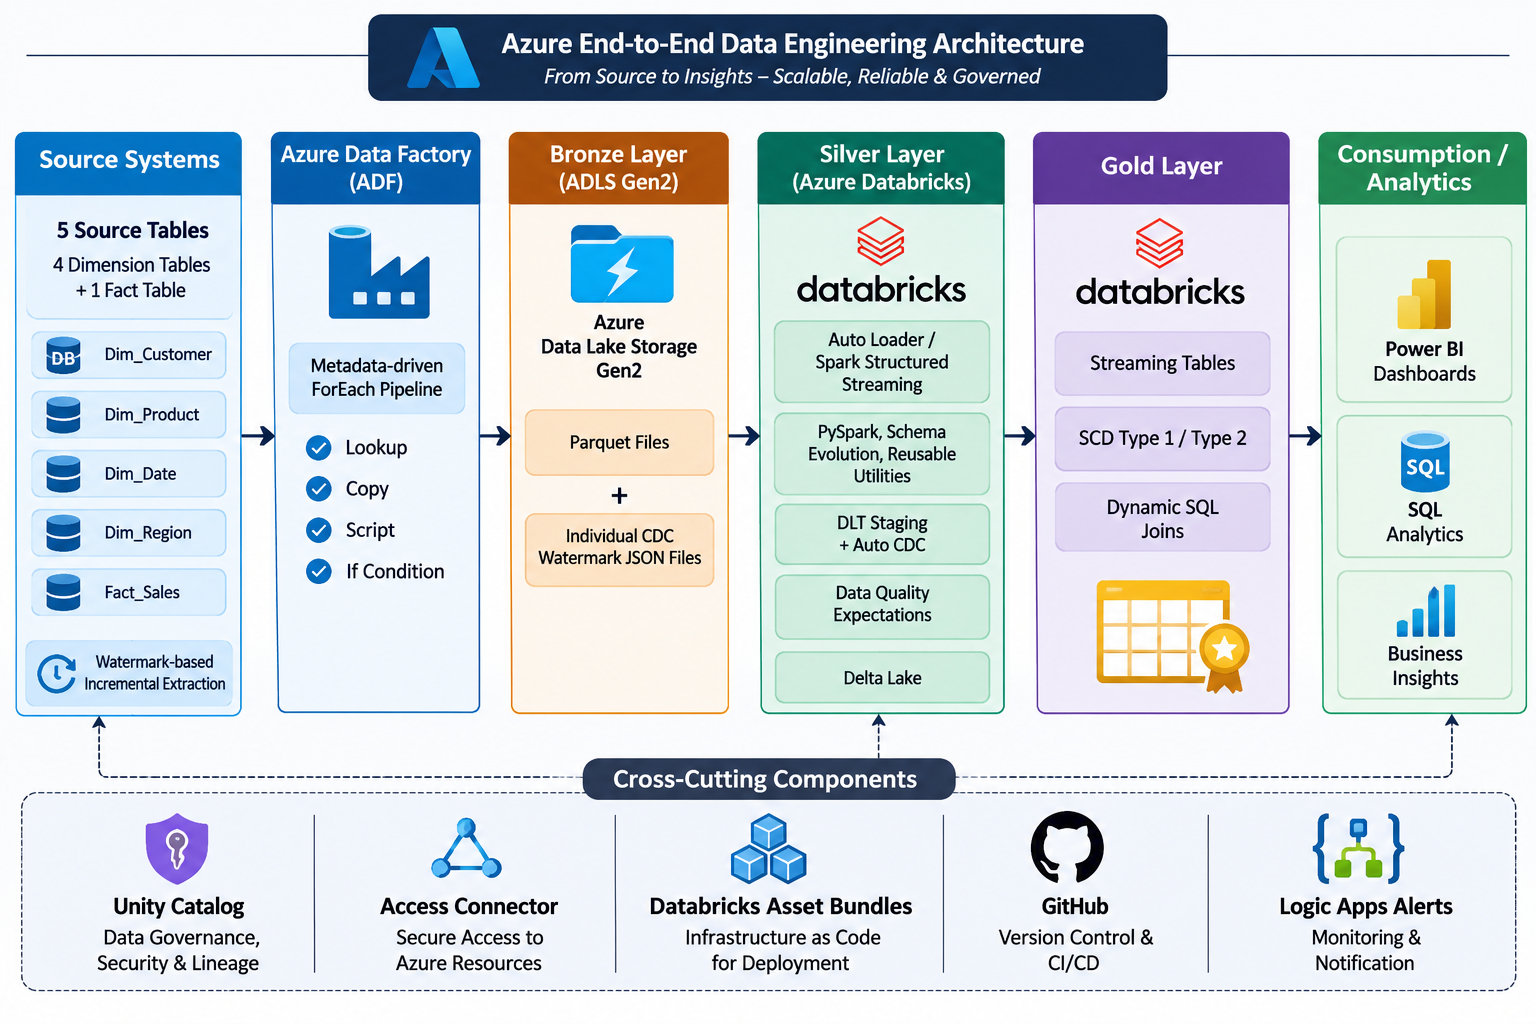 Azure End-to-End Data Engineering Architecture
From Source to Insights – Scalable, Reliable & Governed
Source Systems
5 Source Tables
4 Dimension Tables
+ 1 Fact Table
DB
Dim_Customer
Dim_Product
Dim_Date
Dim_Region
Fact_Sales
Watermark-based
Incremental Extraction
Azure Data Factory
(ADF)
Metadata-driven
ForEach Pipeline
Lookup
Copy
Script
If Condition
Bronze Layer
(ADLS Gen2)
Azure
Data Lake Storage
Gen2
Parquet Files
+
Individual CDC
Watermark JSON Files
Silver Layer
(Azure Databricks)
databricks
Auto Loader /
Spark Structured
Streaming
PySpark, Schema
Evolution, Reusable
Utilities
DLT Staging
+ Auto CDC
Data Quality
Expectations
Delta Lake
Gold Layer
databricks
Streaming Tables
SCD Type 1 / Type 2
Dynamic SQL
Joins
Consumption /
Analytics
Power BI
Dashboards
SQL
SQL
Analytics
Business
Insights
Cross-Cutting Components
Unity Catalog
Data Governance,
Security & Lineage
Access Connector
Secure Access to
Azure Resources
Databricks Asset Bundles
Infrastructure as Code
for Deployment
GitHub
Version Control &
CI/CD
Logic Apps Alerts
Monitoring &
Notification